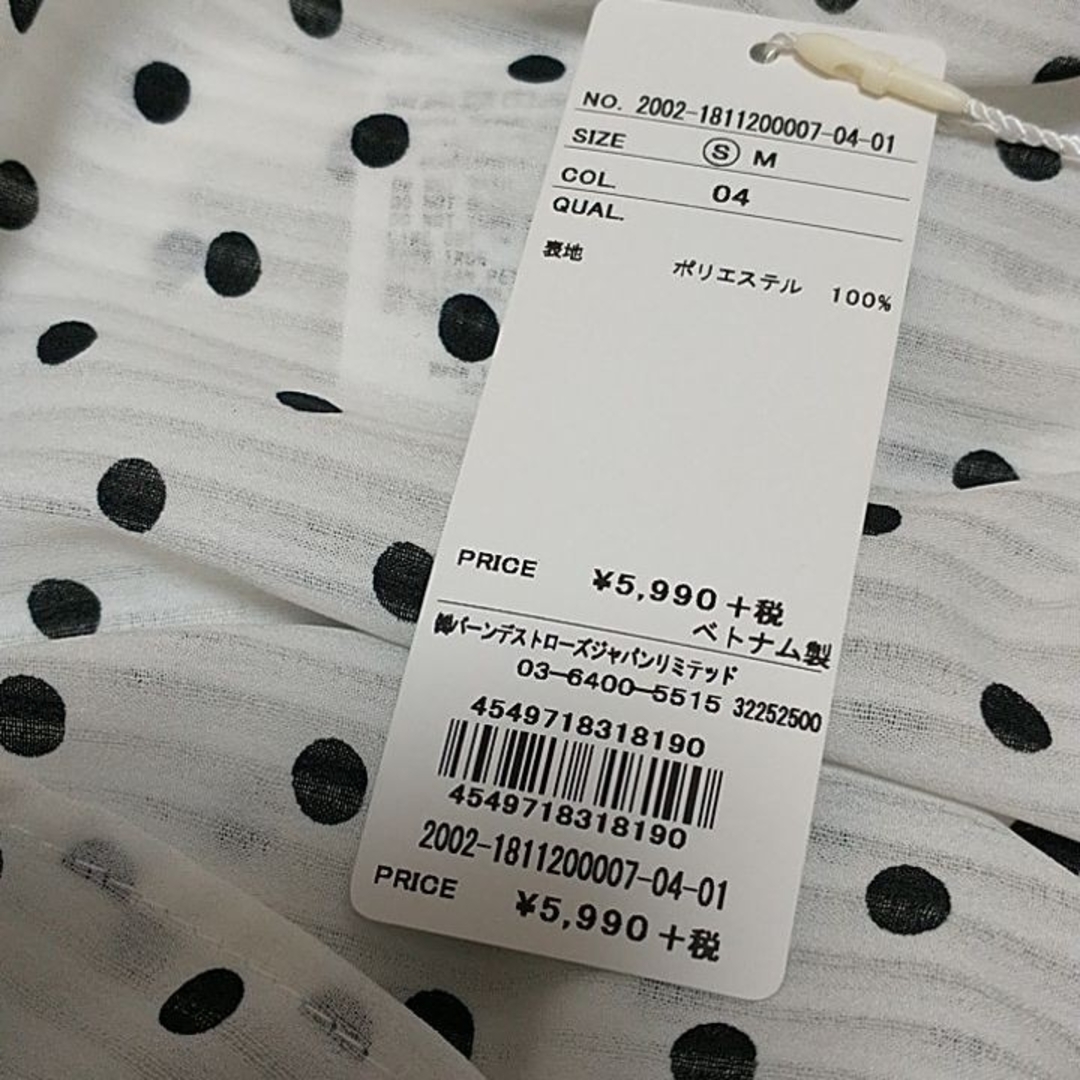 NO. 2002-1811200007-04-01
SIZE Ⓢ M
COL. 04
QUAL.
表地 ポリエステル 100%
PRICE ¥5,990+税
ベトナム製
㈱バーンデストローズジャパンリミテッド
03-6400-5515 32252500
4549718318190
4549718318190
2002-1811200007-04-01
PRICE ¥5,990+税